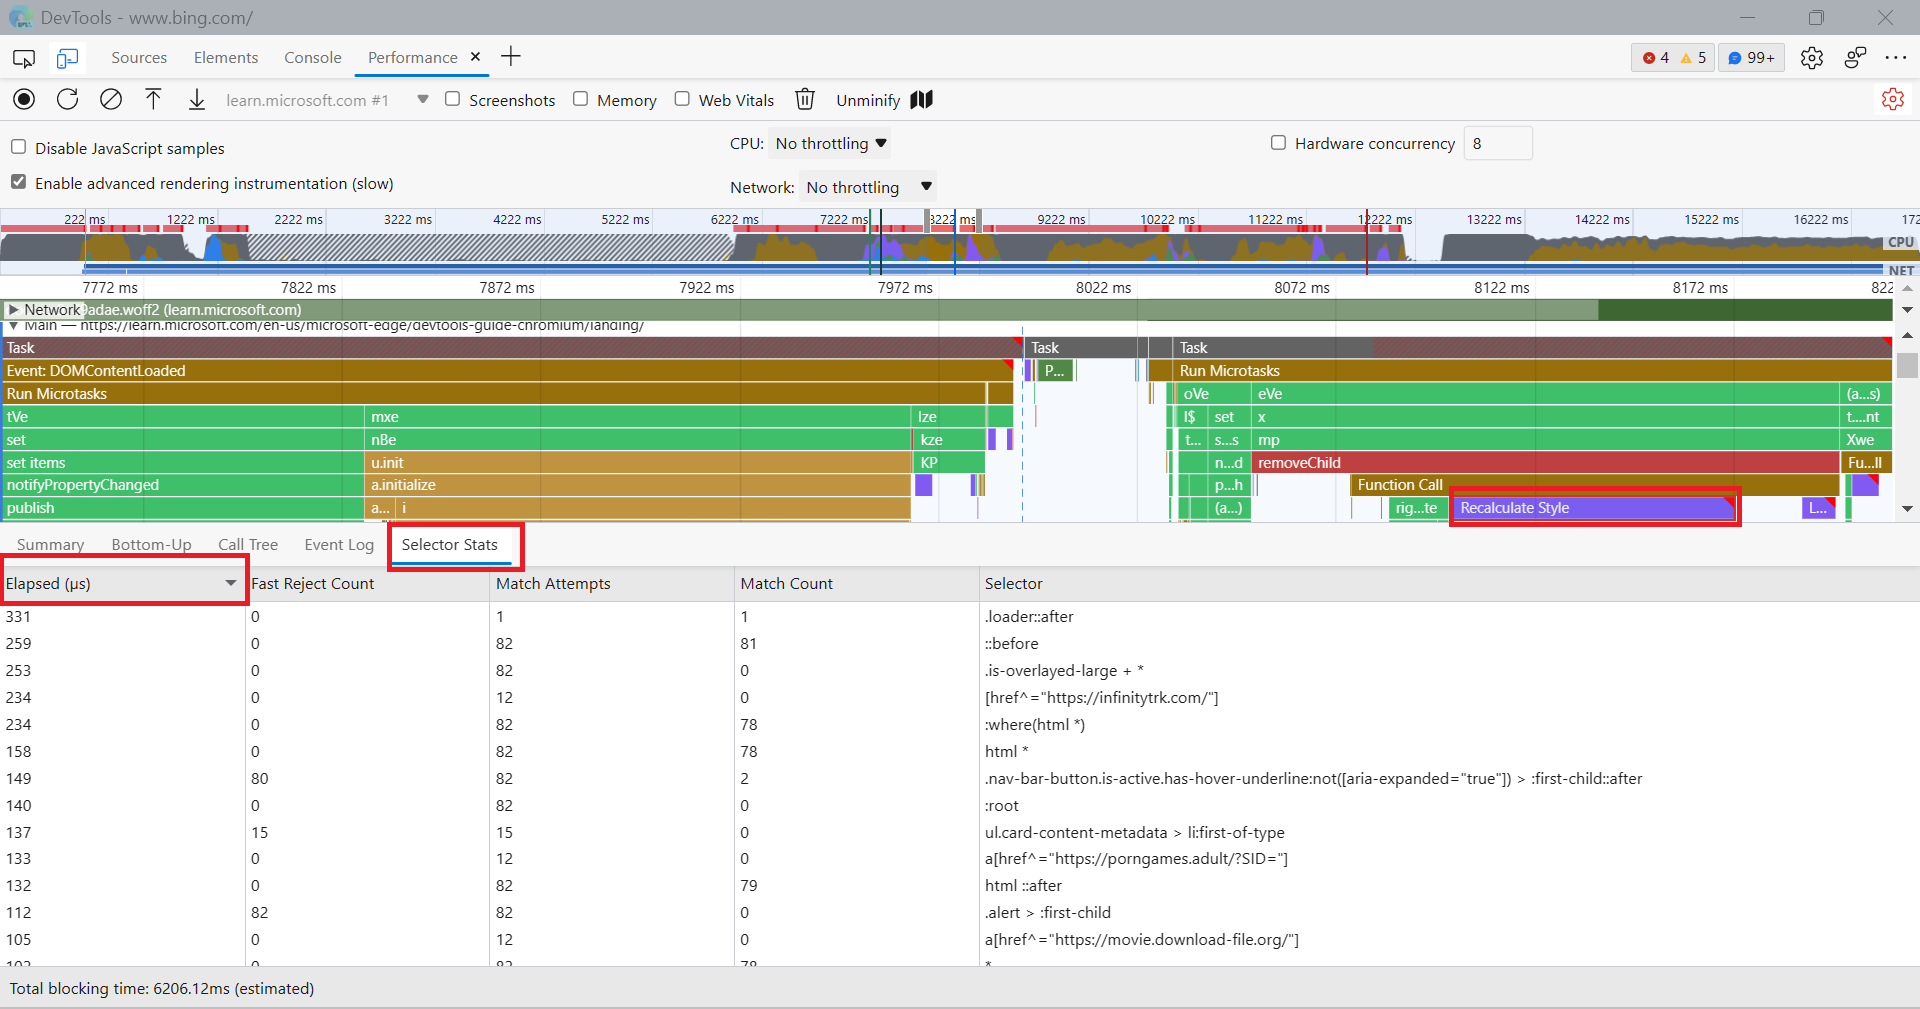 DevTools - www.bing.com/
Sources Elements Console Performance 4 5 99+
learn.microsoft.com #1 Screenshots Memory Web Vitals Unminify
Disable JavaScript samples CPU: No throttling Hardware concurrency 8
Enable advanced rendering instrumentation (slow) Network: No throttling
222 ms 1222 ms 2222 ms 3222 ms 4222 ms 5222 ms 6222 ms 7222 ms 8222 ms 9222 ms 10222 ms 11222 ms 12222 ms 13222 ms 14222 ms 15222 ms 16222 ms 172
CPU
NET
7772 ms 7822 ms 7872 ms 7922 ms 7972 ms 8022 ms 8072 ms 8122 ms 8172 ms 822
Network 9adae.woff2 (learn.microsoft.com)
Main — https://learn.microsoft.com/en-us/microsoft-edge/devtools-guide-chromium/landing/
Task Task Task
Event: DOMContentLoaded P... Run Microtasks
Run Microtasks oVe eVe (a...s)
tVe mxe lze l$ set x t....nt
set nBe kze t... s...s mp Xwe
set items u.init KP n...d removeChild Fu...ll
notifyPropertyChanged a.initialize p...h Function Call
publish a... i (a...) rig...te Recalculate Style L...
Summary Bottom-Up Call Tree Event Log Selector Stats
Elapsed (μs) Fast Reject Count Match Attempts Match Count Selector
331 0 1 1 .loader::after
259 0 82 81 ::before
253 0 82 0 .is-overlayed-large + *
234 0 12 0 [href^="https://infinitytrk.com/"]
234 0 82 78 :where(html *)
158 0 82 78 html *
149 80 82 2 .nav-bar-button.is-active.has-hover-underline:not([aria-expanded="true"]) > :first-child::after
140 0 82 0 :root
137 15 15 0 ul.card-content-metadata > li:first-of-type
133 0 12 0 a[href^="https://porngames.adult/?SID="]
132 0 82 79 html ::after
112 82 82 0 .alert > :first-child
105 0 12 0 a[href^="https://movie.download-file.org/"]
102 0 82 78 *
Total blocking time: 6206.12ms (estimated)